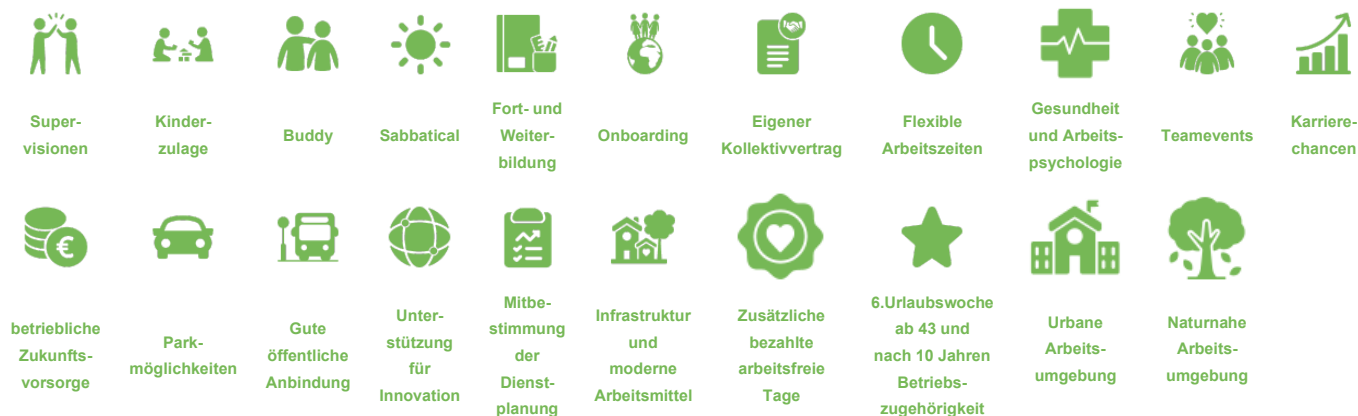 Super-
visionen
Kinder-
zulage
Buddy
Sabbatical
Fort- und
Weiter-
bildung
Onboarding
Eigener
Kollektivvertrag
Flexible
Arbeitszeiten
Gesundheit
und Arbeits-
psychologie
Teamevents
Karriere-
chancen
€
betriebliche
Zukunfts-
vorsorge
Park-
möglichkeiten
Gute
öffentliche
Anbindung
Unter-
stützung
für
Innovation
Mitbe-
stimmung
der
Dienst-
planung
Infrastruktur
und
moderne
Arbeitsmittel
Zusätzliche
bezahlte
arbeitsfreie
Tage
6.Urlaubswoche
ab 43 und
nach 10 Jahren
Betriebs-
zugehörigkeit
Urbane
Arbeits-
umgebung
Naturnahe
Arbeits-
umgebung